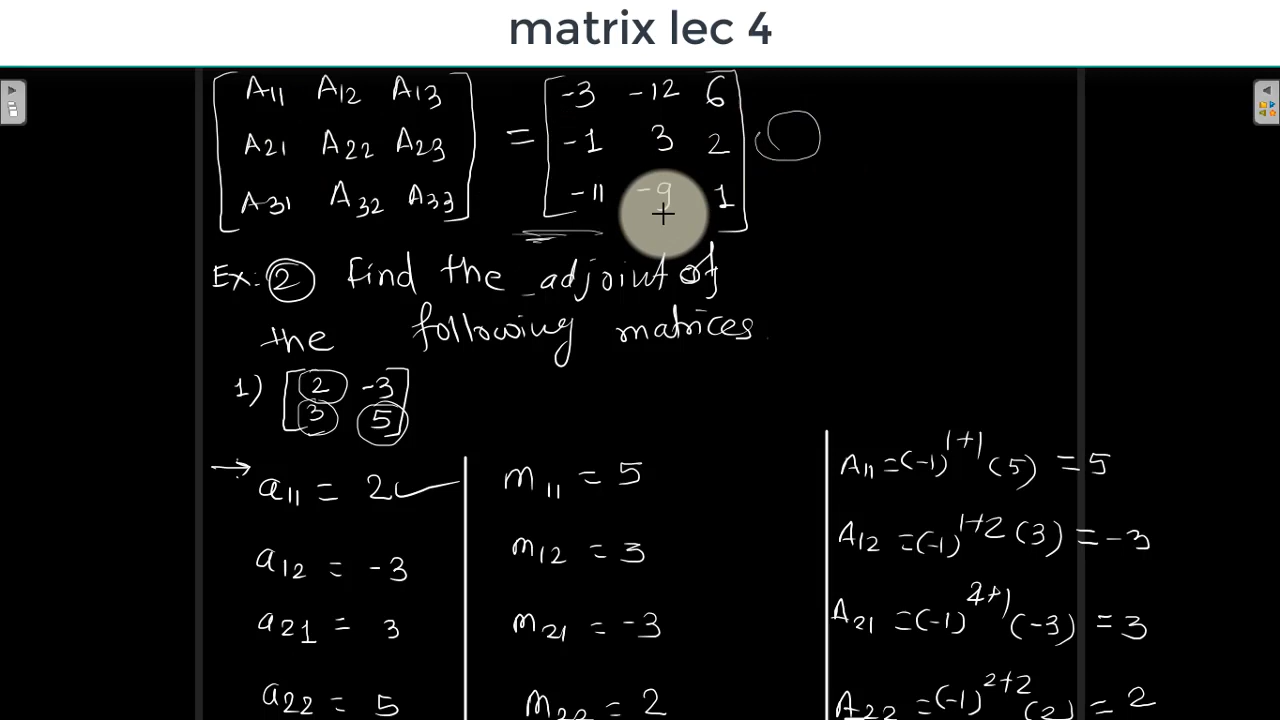 matrix lec 4
[A11 A12 A13] = [-3 -12 6]
[A21 A22 A23] [-1 3 2]
[A31 A32 A33] [-11 -9 1]
Ex: 2 Find the adjoint of
the following matrices.
1) [2 -3]
[3 5]
→ a11 = 2 ✓
a12 = -3
a21 = 3
a22 = 5
m11 = 5
m12 = 3
m21 = -3
m22 = 2
A11 = (-1)^1+1 (5) = 5
A12 = (-1)^1+2 (3) = -3
A21 = (-1)^2+1 (-3) = 3
A22 = (-1)^2+2 (2) = 2